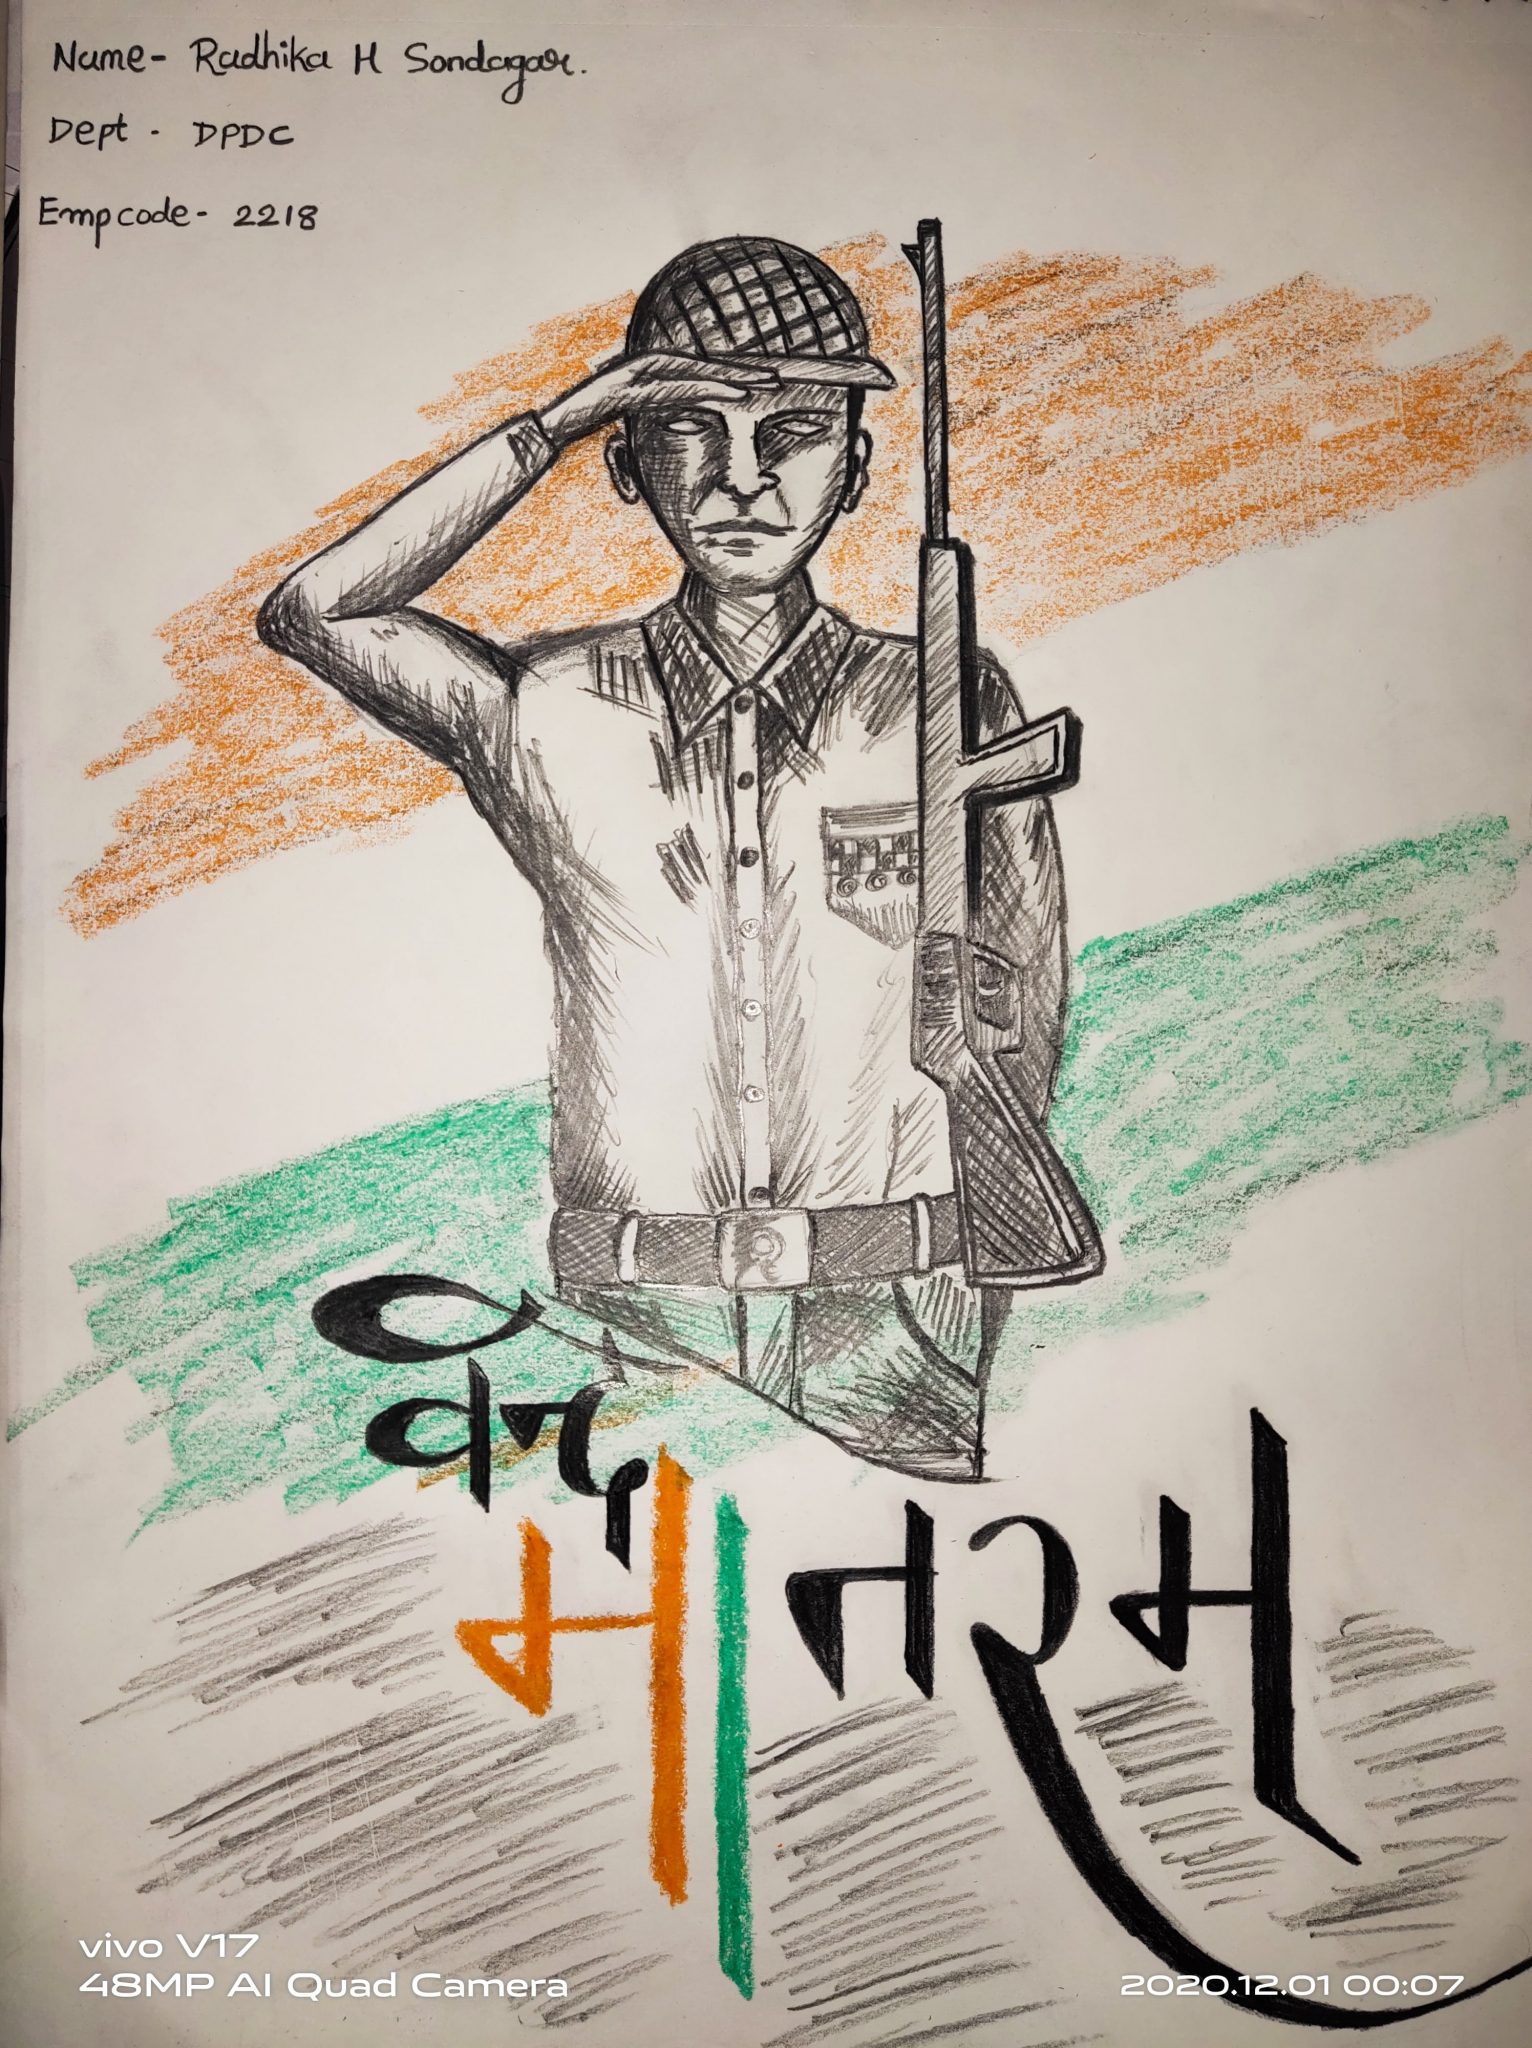 Name- Radhika H Sondagar.
Dept - DPDC
Empcode- 2218
वन्दे
मातरम
vivo V17
48MP AI Quad Camera
2020.12.01 00:07